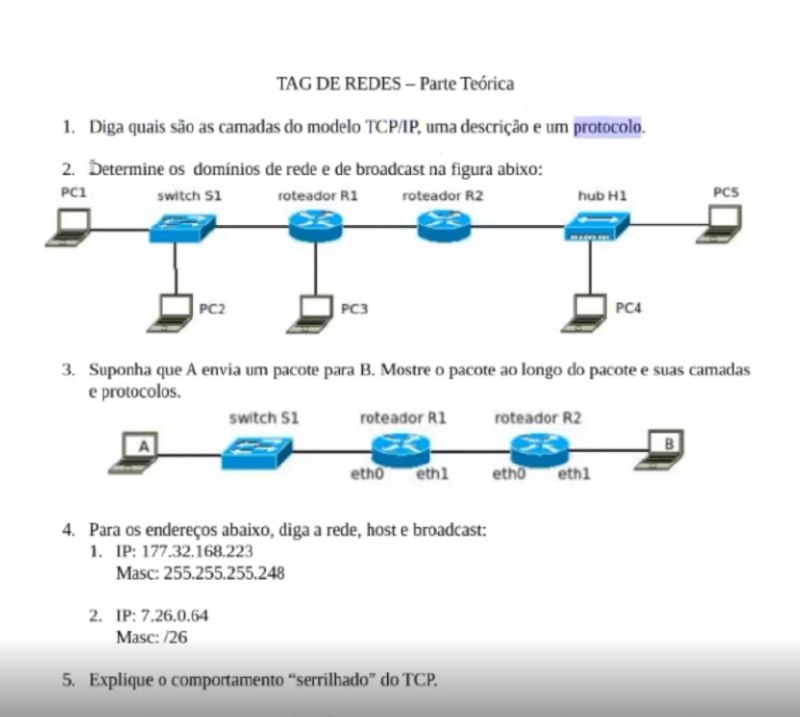 TAG DE REDES – Parte Teórica
1. Diga quais são as camadas do modelo TCP/IP, uma descrição e um protocolo.
2. Determine os domínios de rede e de broadcast na figura abixo:
PC1 switch S1 roteador R1 roteador R2 hub H1 PC5
PC2 PC3 PC4
3. Suponha que A envia um pacote para B. Mostre o pacote ao longo do pacote e suas camadas
e protocolos.
switch S1 roteador R1 roteador R2
A B
eth0 eth1 eth0 eth1
4. Para os endereços abaixo, diga a rede, host e broadcast:
1. IP: 177.32.168.223
Masc: 255.255.255.248
2. IP: 7.26.0.64
Masc: /26
5. Explique o comportamento “serrilhado” do TCP.